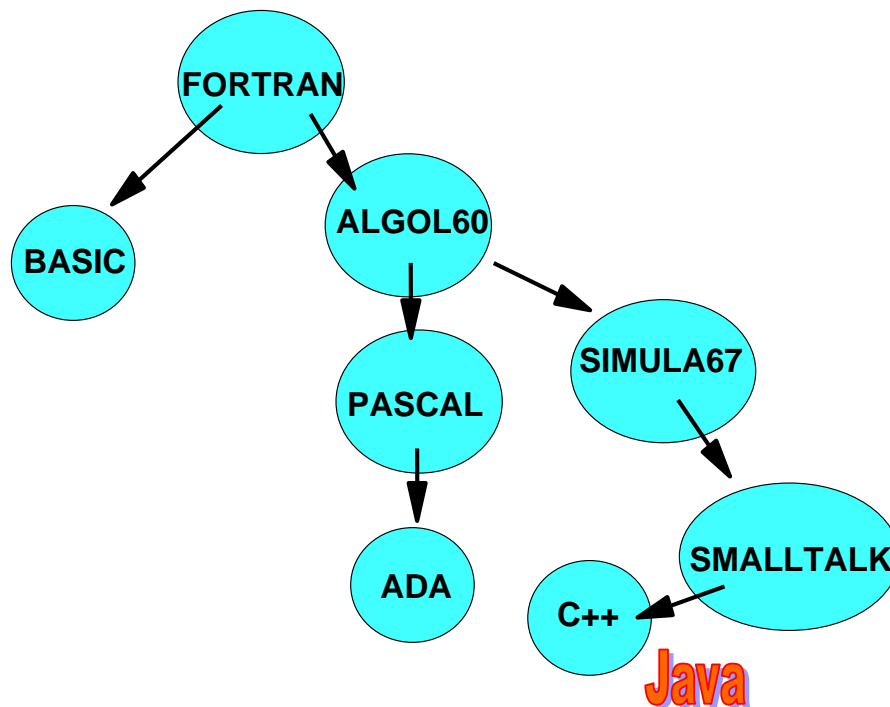 FORTRAN
ALGOL60
BASIC
SIMULA67
PASCAL
SMALLTALK
ADA
C++
Java